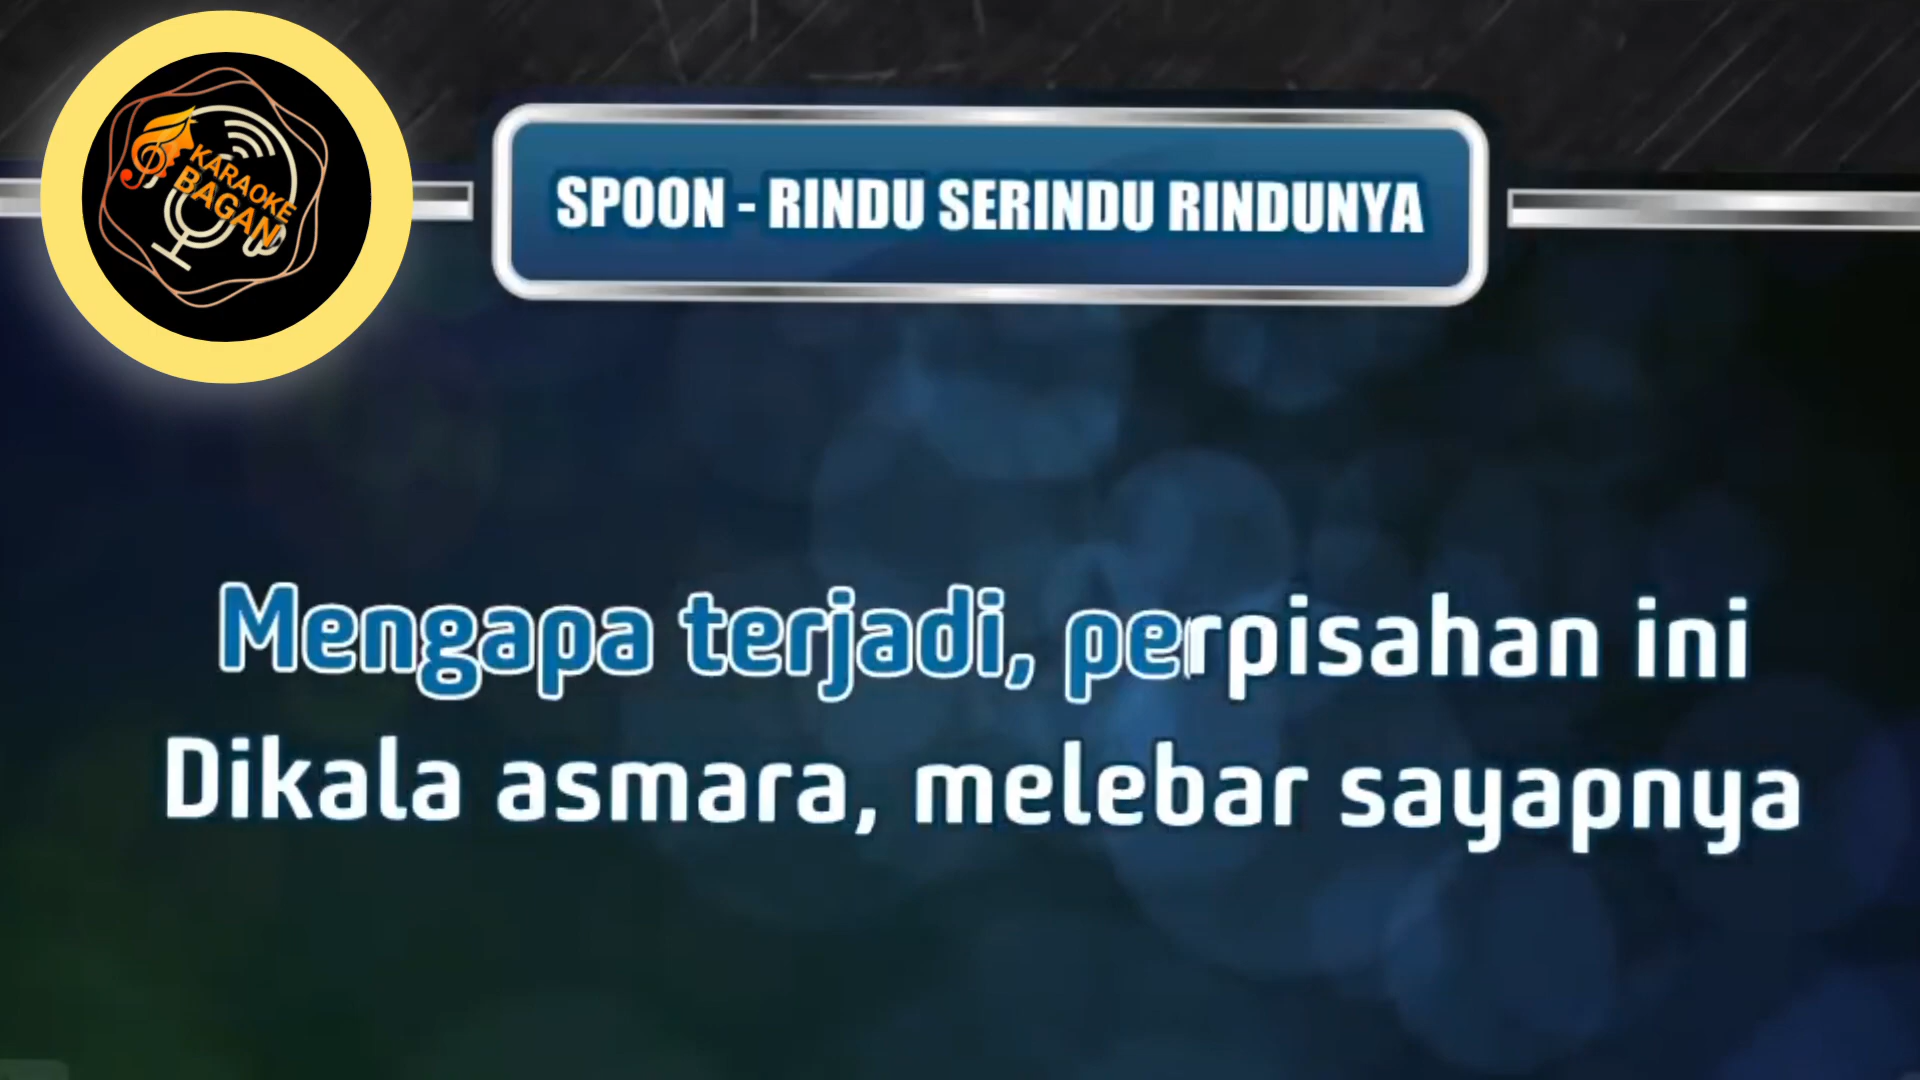 KARAOKE
BAGAN
SPOON - RINDU SERINDU RINDUNYA
Mengapa terjadi, perpisahan ini
Dikala asmara, melebar sayapnya